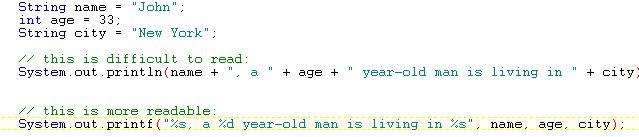 String name = "John";
int age = 33;
String city = "New York";
// this is difficult to read:
System.out.println(name + ", a " + age + " year-old man is living in " + city)
// this is more readable:
System.out.printf("%s, a %d year-old man is living in %s", name, age, city);